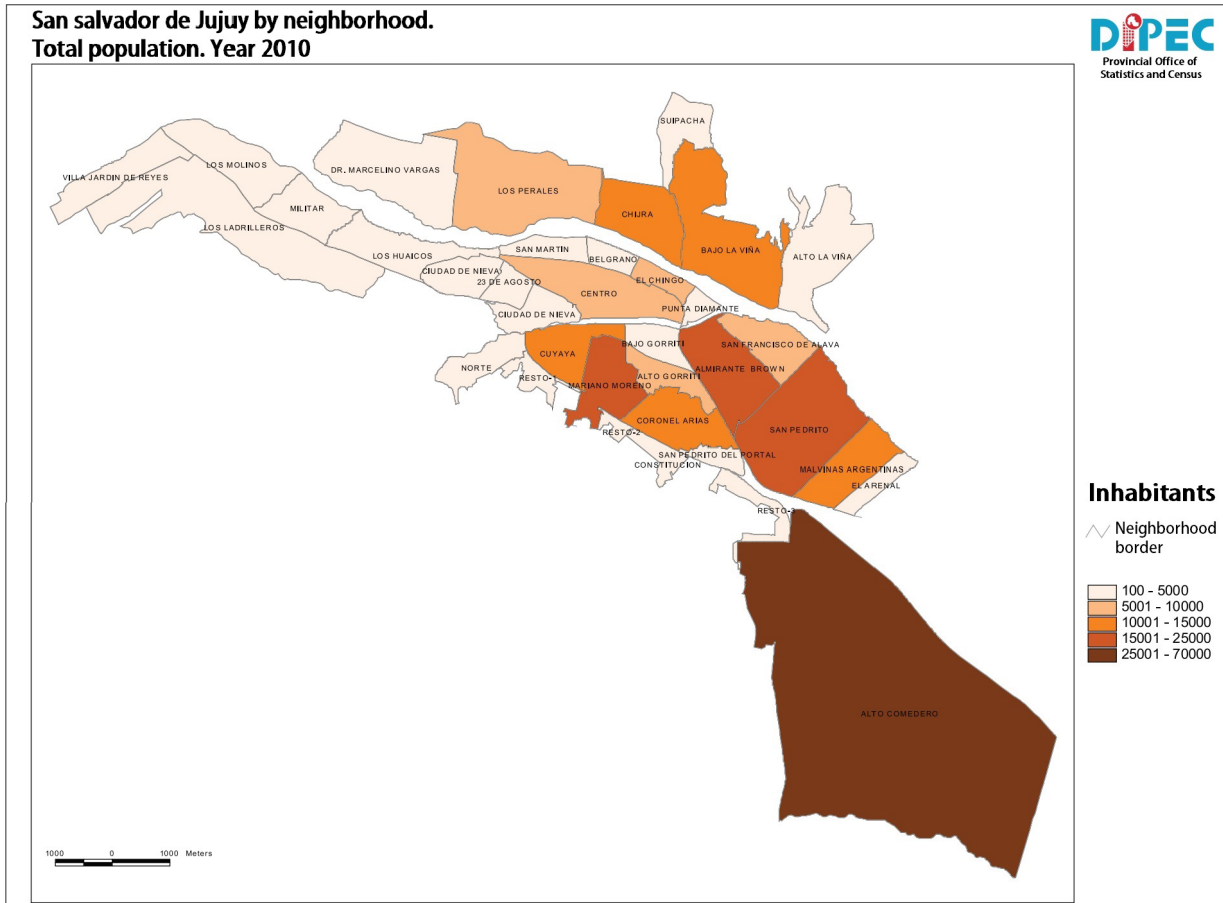 San salvador de Jujuy by neighborhood.
Total population. Year 2010
DIPEC
Provincial Office of
Statistics and Census
SUIPACHA
LOS MOLINOS
DR. MARCELINO VARGAS
VILLA JARDIN DE REYES
LOS PERALES
MILITAR
CHIJRA
LOS LADRILLEROS
SAN MARTIN
BAJO LA VIÑA
LOS HUAICOS
BELGRANO
ALTO LA VIÑA
CIUDAD DE NIEVA
23 DE AGOSTO
EL CHINGO
CENTRO
PUNTA DIAMANTE
CIUDAD DE NIEVA
BAJO GORRITI
SAN FRANCISCO DE ALAVA
CUYAYA
NORTE
ALMIRANTE BROWN
RESTO-1
ALTO GORRITI
MARIANO MORENO
CORONEL ARIAS
SAN PEDRITO
RESTO-2
SAN PEDRITO DEL PORTAL
CONSTITUCION
MALVINAS ARGENTINAS
EL ARENAL
RESTO-3
ALTO COMEDERO
Inhabitants
Neighborhood
border
100 - 5000
5001 - 10000
10001 - 15000
15001 - 25000
25001 - 70000
1000 0 1000 Meters